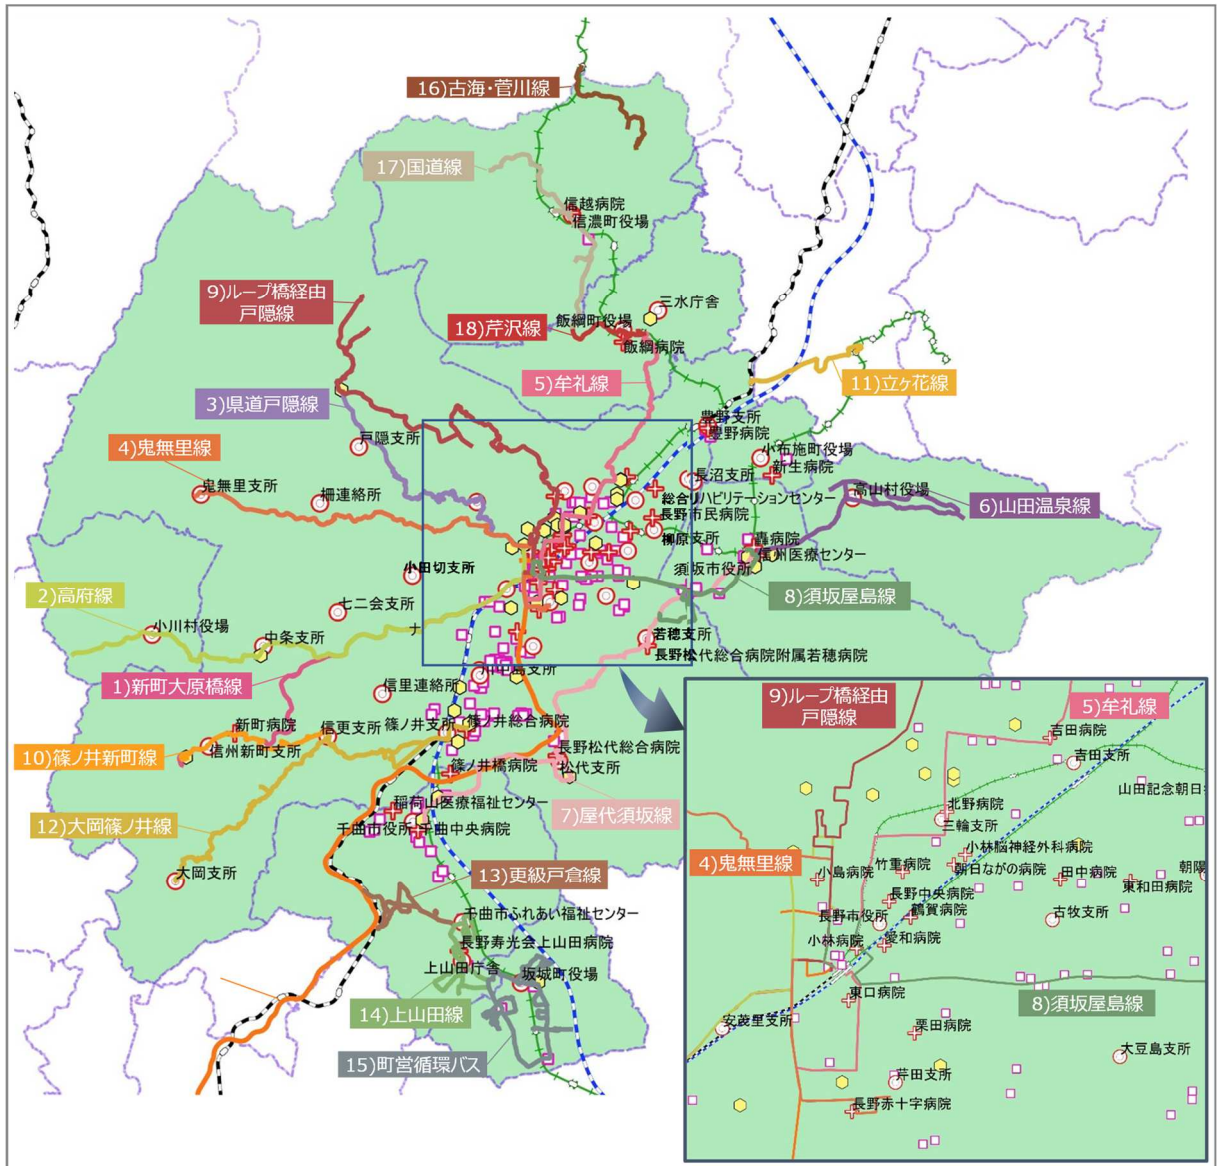 16)古海・菅川線
17)国道線
信越病院
信濃町役場
9)ループ橋経由
戸隠線
三水庁舎
飯綱町役場
18)芹沢線
飯綱病院
5)牟礼線
11)立ヶ花線
3)県道戸隠線
豊野支所
豊野病院
4)鬼無里線
戸隠支所
小布施町役場
長沼支所
新生病院
鬼無里支所
柵連絡所
総合リハビリテーションセンター
高山村役場
6)山田温泉線
長野市民病院
柳原支所
轟病院
信州医療センター
小田切支所
須坂市役所
2)高府線
七二会支所
8)須坂屋島線
小川村役場
ナ
中条支所
若穂支所
長野松代総合病院附属若穂病院
川中島支所
1)新町大原橋線
信里連絡所
新町病院
信更支所
篠ノ井支所
篠ノ井総合病院
10)篠ノ井新町線
信州新町支所
長野松代総合病院
篠ノ井橋病院
松代支所
12)大岡篠ノ井線
稲荷山医療福祉センター
7)屋代須坂線
千曲市役所
千曲中央病院
大岡支所
13)更級戸倉線
千曲市ふれあい福祉センター
長野寿光会上山田病院
上山田庁舎
坂城町役場
14)上山田線
15)町営循環バス
9)ループ橋経由
戸隠線
5)牟礼線
吉田病院
吉田支所
山田記念朝日
北野病院
三輪支所
小林脳神経外科病院
4)鬼無里線
竹重病院
朝日ながの病院
小島病院
田中病院
朝陽
東和田病院
長野中央病院
長野市役所
鶴賀病院
古牧支所
小林病院
愛和病院
東口病院
8)須坂屋島線
安茂里支所
栗田病院
大豆島支所
芹田支所
長野赤十字病院